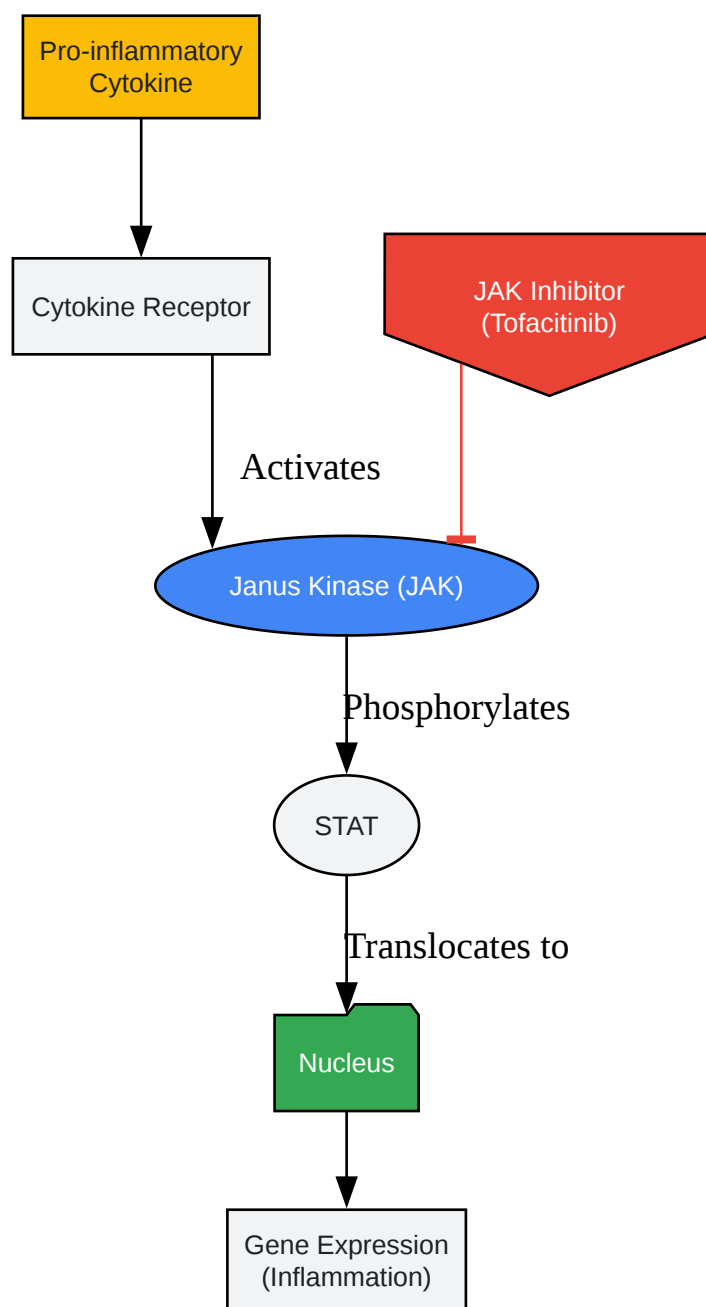 Pro-inflammatory
Cytokine
Cytokine Receptor
JAK Inhibitor
(Tofacitinib)
Activates
Janus Kinase (JAK)
Phosphorylates
STAT
Translocates to
Nucleus
Gene Expression
(Inflammation)